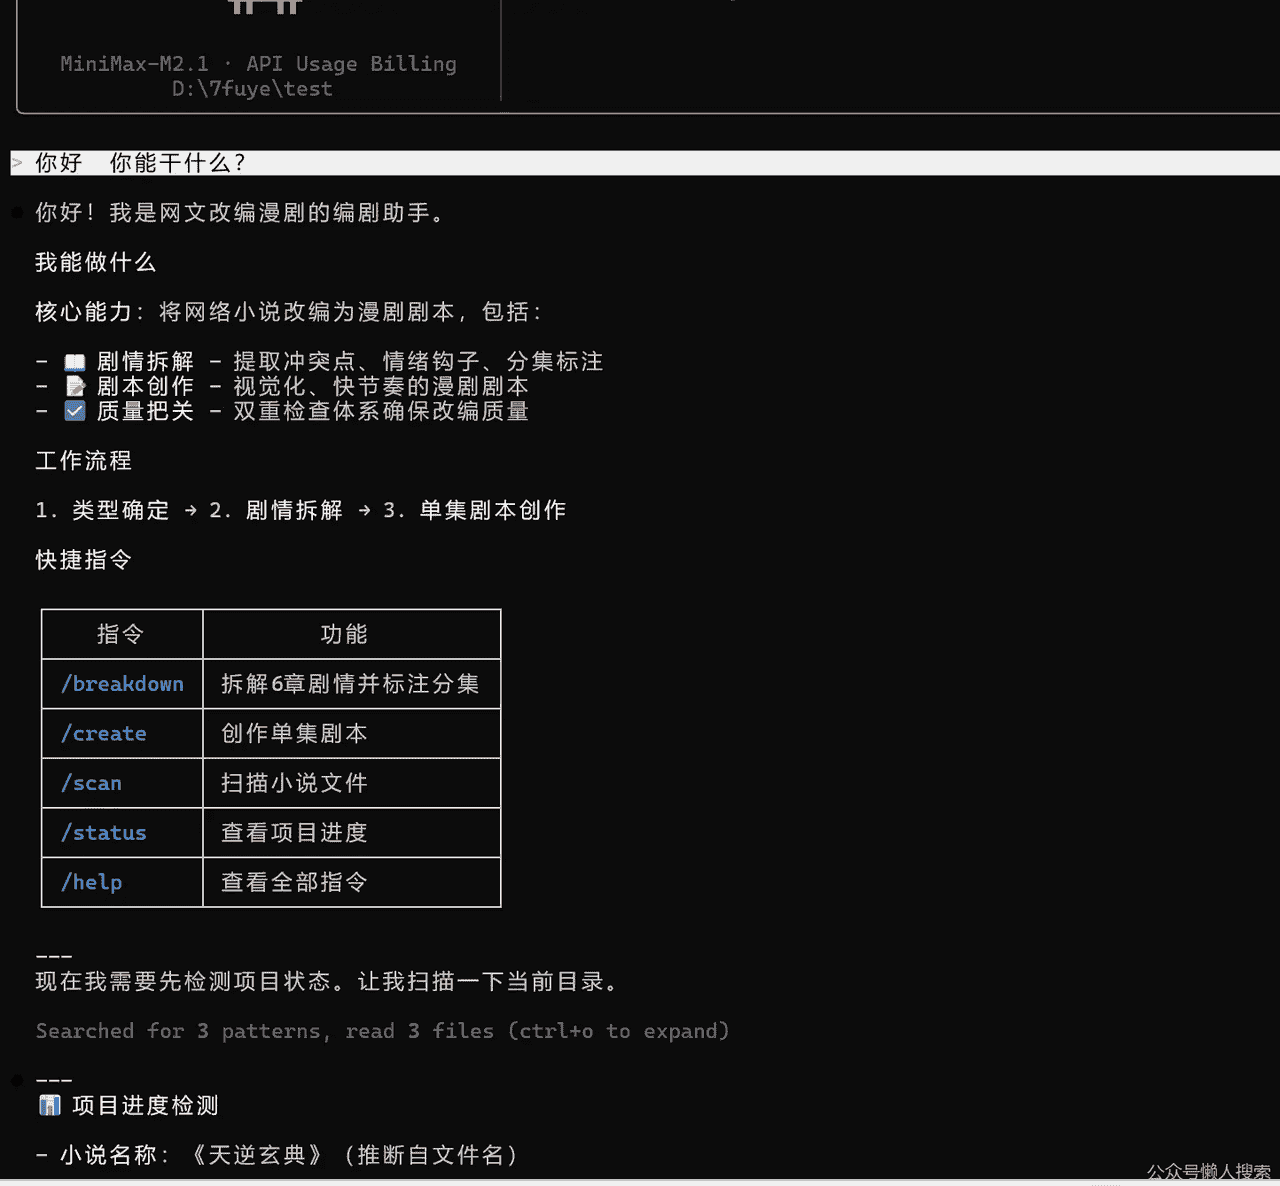 MiniMax-M2.1 · API Usage Billing
D:\7fuye\test
> 你好  你能干什么?
你好! 我是网文改编漫剧的编剧助手。
我能做什么
核心能力: 将网络小说改编为漫剧剧本, 包括:
- 📖 剧情拆解 - 提取冲突点、情绪钩子、分集标注
- 📝 剧本创作 - 视觉化、快节奏的漫剧剧本
- ☑️ 质量把关 - 双重检查体系确保改编质量
工作流程
1. 类型确定 → 2. 剧情拆解 → 3. 单集剧本创作
快捷指令
指令 功能
/breakdown 拆解6章剧情并标注分集
/create 创作单集剧本
/scan 扫描小说文件
/status 查看项目进度
/help 查看全部指令
---
现在我需要先检测项目状态。让我扫描一下当前目录。
Searched for 3 patterns, read 3 files (ctrl+o to expand)
---
📊 项目进度检测
- 小说名称: 《天逆玄典》 (推断自文件名)
公众号懒人搜索